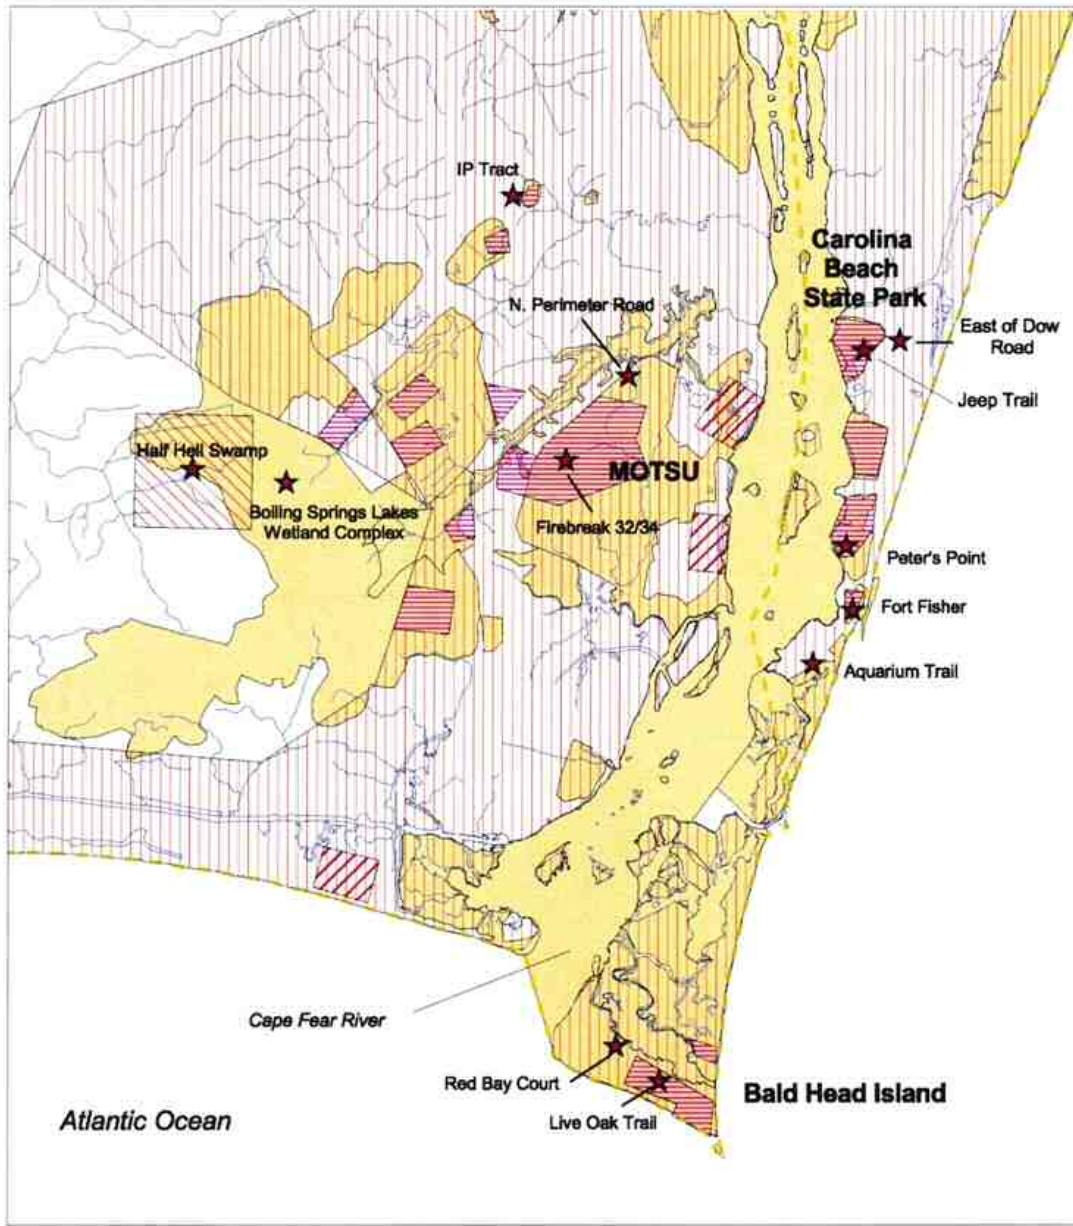 IP Tract
Carolina
Beach
State Park
N. Perimeter Road
East of Dow
Road
Jeep Trail
Half Hell Swamp
MOTSU
Boiling Springs Lakes
Wetland Complex
Firebreak 32/34
Peter's Point
Fort Fisher
Aquarium Trail
Cape Fear River
Red Bay Court
Bald Head Island
Live Oak Trail
Atlantic Ocean